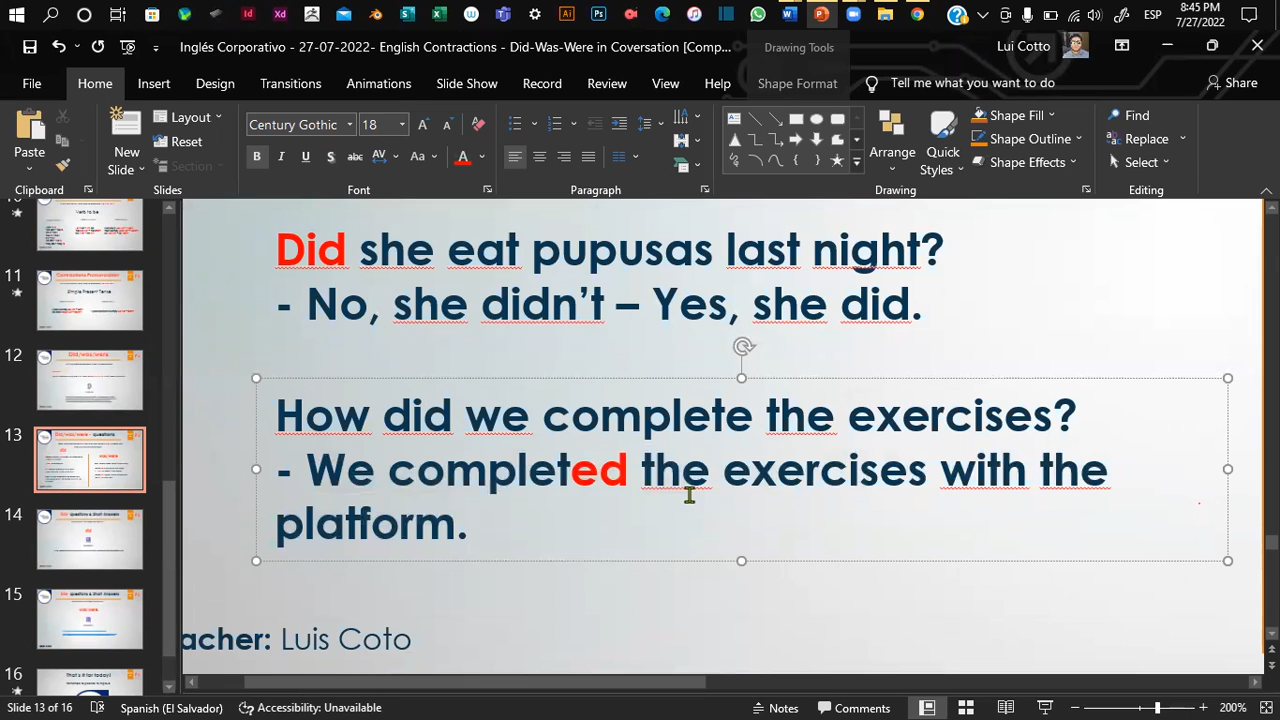 8:45 PM
ESP
7/27/2022
Inglés Corporativo - 27-07-2022- English Contractions - Did-Was-Were in Coversation [Comp...
Drawing Tools
Lui Cotto
File
Home
Insert
Design
Transitions
Animations
Slide Show
Record
Review
View
Help
Shape Format
Tell me what you want to do
Share
Paste
New
Slide
Layout
Reset
Section
Century Gothic
18
Arrange
Quick
Styles
Shape Fill
Shape Outline
Shape Effects
Find
Replace
Select
Clipboard
Slides
Font
Paragraph
Drawing
Editing
Did she eat pupusas last night?
- No, she didn’t – Yes, she did.
How did we complete the exercises?
- We completed the exercises with the
platform.
acher: Luis Coto
11
12
13
14
15
16
Slide 13 of 16
Spanish (El Salvador)
Accessibility: Unavailable
Notes
Comments
200%